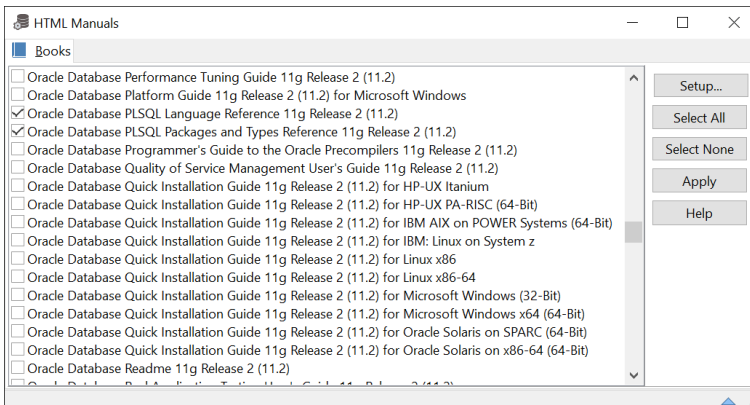 HTML Manuals
Books
Oracle Database Performance Tuning Guide 11g Release 2 (11.2)
Oracle Database Platform Guide 11g Release 2 (11.2) for Microsoft Windows
Oracle Database PLSQL Language Reference 11g Release 2 (11.2)
Oracle Database PLSQL Packages and Types Reference 11g Release 2 (11.2)
Oracle Database Programmer's Guide to the Oracle Precompilers 11g Release 2 (11.2)
Oracle Database Quality of Service Management User's Guide 11g Release 2 (11.2)
Oracle Database Quick Installation Guide 11g Release 2 (11.2) for HP-UX Itanium
Oracle Database Quick Installation Guide 11g Release 2 (11.2) for HP-UX PA-RISC (64-Bit)
Oracle Database Quick Installation Guide 11g Release 2 (11.2) for IBM AIX on POWER Systems (64-Bit)
Oracle Database Quick Installation Guide 11g Release 2 (11.2) for IBM: Linux on System z
Oracle Database Quick Installation Guide 11g Release 2 (11.2) for Linux x86
Oracle Database Quick Installation Guide 11g Release 2 (11.2) for Linux x86-64
Oracle Database Quick Installation Guide 11g Release 2 (11.2) for Microsoft Windows (32-Bit)
Oracle Database Quick Installation Guide 11g Release 2 (11.2) for Microsoft Windows x64 (64-Bit)
Oracle Database Quick Installation Guide 11g Release 2 (11.2) for Oracle Solaris on SPARC (64-Bit)
Oracle Database Quick Installation Guide 11g Release 2 (11.2) for Oracle Solaris on x86-64 (64-Bit)
Oracle Database Readme 11g Release 2 (11.2)
Setup...
Select All
Select None
Apply
Help